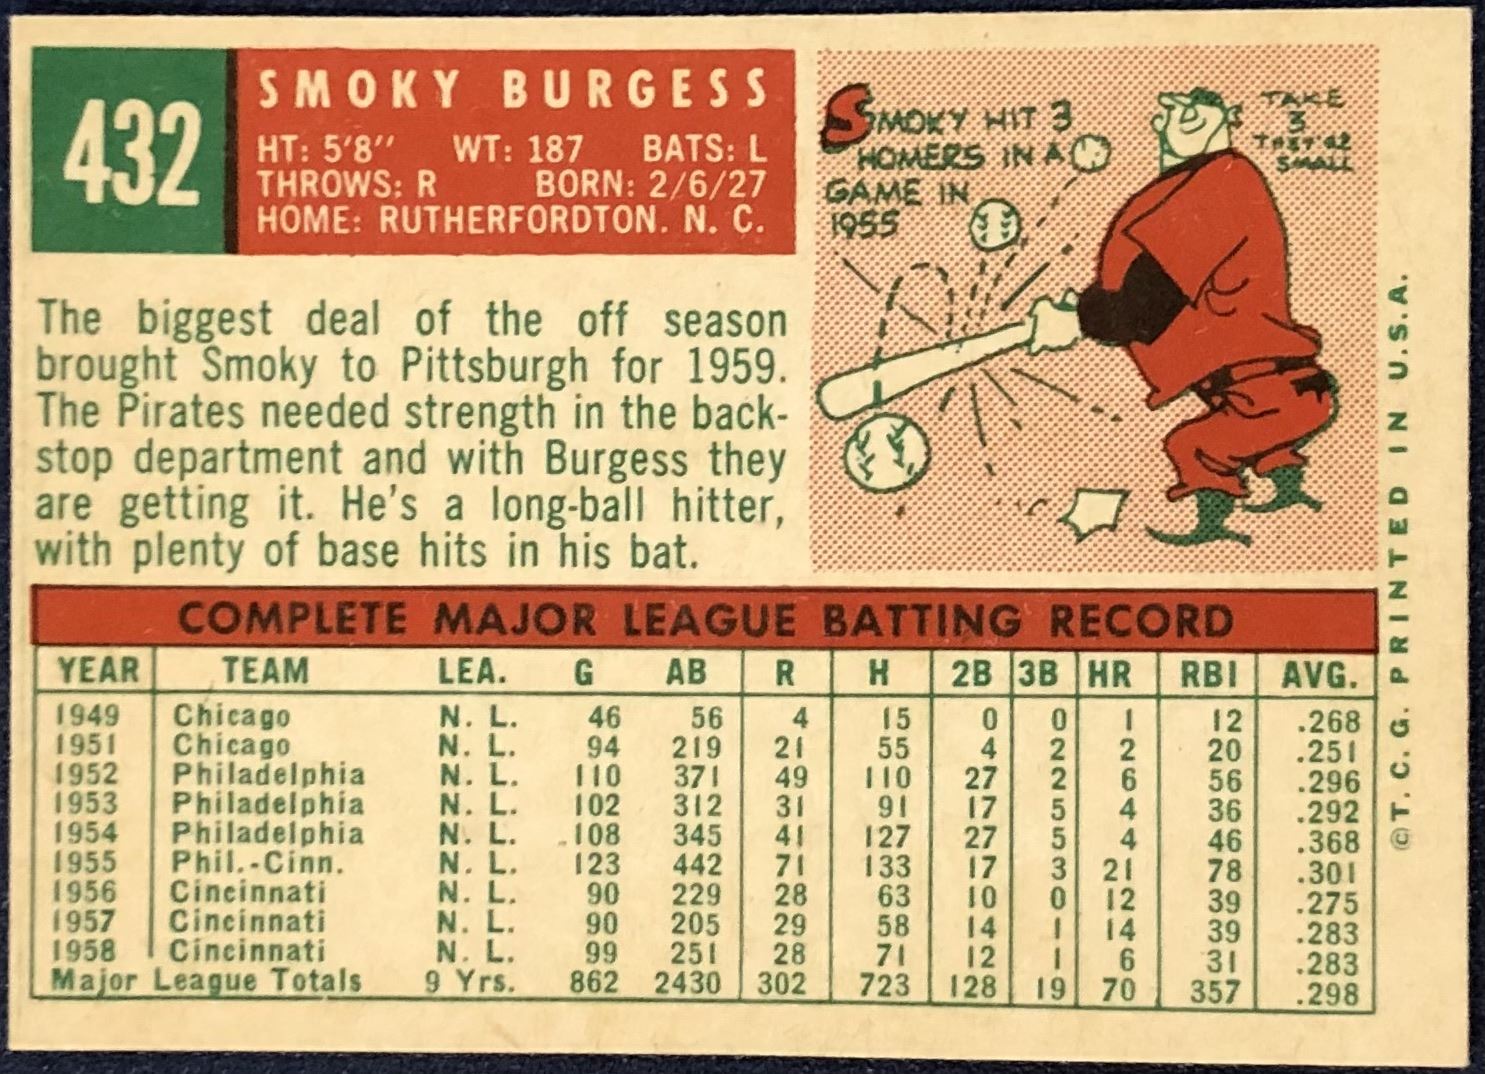 432
SMOKY BURGESS
HT: 5'8" WT: 187 BATS: L
THROWS: R BORN: 2/6/27
HOME: RUTHERFORDTON. N. C.
The biggest deal of the off season
brought Smoky to Pittsburgh for 1959.
The Pirates needed strength in the back-
stop department and with Burgess they
are getting it. He's a long-ball hitter,
with plenty of base hits in his bat.
SMOKY HIT 3
HOMERS IN A
GAME IN
1955
TAKE
3
THEY'RE
SMALL
COMPLETE MAJOR LEAGUE BATTING RECORD
YEAR TEAM LEA. G AB R H 2B 3B HR RBI AVG.
1949 Chicago N. L. 46 56 4 15 0 0 1 12 .268
1951 Chicago N. L. 94 219 21 55 4 2 2 20 .251
1952 Philadelphia N. L. 110 371 49 110 27 2 6 56 .296
1953 Philadelphia N. L. 102 312 31 91 17 5 4 36 .292
1954 Philadelphia N. L. 108 345 41 127 27 5 4 46 .368
1955 Phil.-Cinn. N. L. 123 442 71 133 17 3 21 78 .301
1956 Cincinnati N. L. 90 229 28 63 10 0 12 39 .275
1957 Cincinnati N. L. 90 205 29 58 14 1 14 39 .283
1958 Cincinnati N. L. 99 251 28 71 12 1 6 31 .283
Major League Totals 9 Yrs. 862 2430 302 723 128 19 70 357 .298
©T.C.G. PRINTED IN U.S.A.